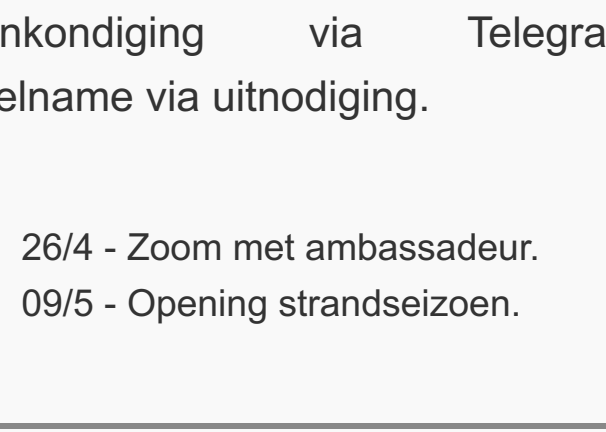 nkondiging via Telegra
elname via uitnodiging.
26/4 - Zoom met ambassadeur.
09/5 - Opening strandseizoen.